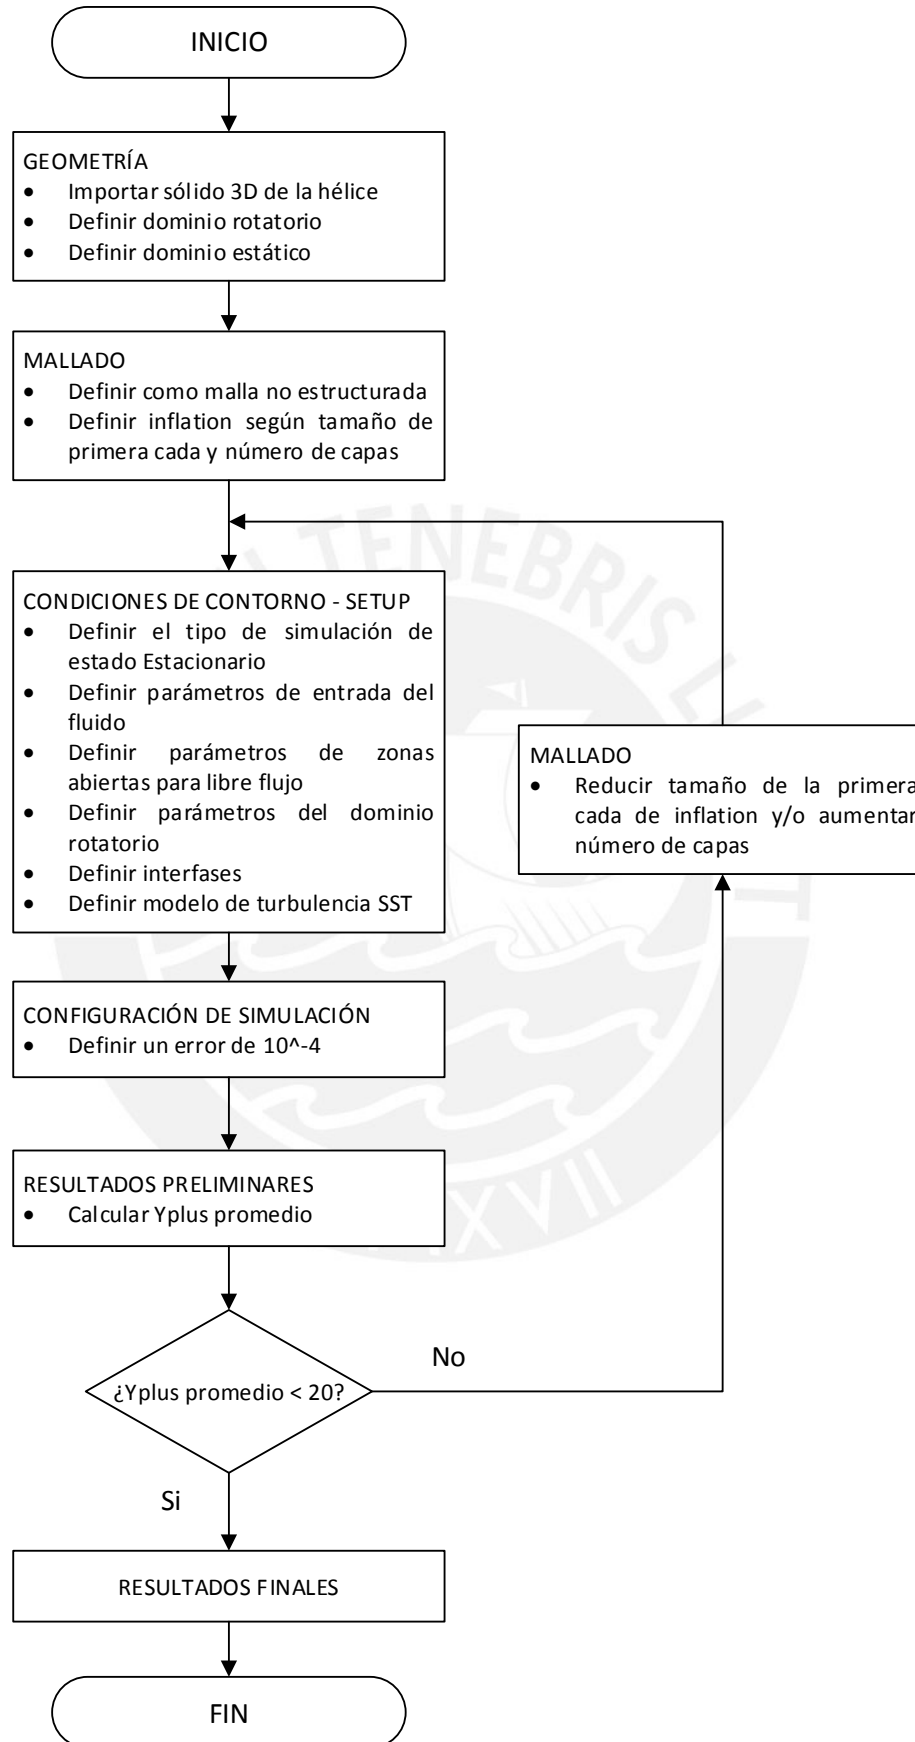 INICIO
GEOMETRÍA
• Importar sólido 3D de la hélice
• Definir dominio rotatorio
• Definir dominio estático
MALLADO
• Definir como malla no estructurada
• Definir inflation según tamaño de
primera cada y número de capas
CONDICIONES DE CONTORNO - SETUP
• Definir el tipo de simulación de
estado Estacionario
• Definir parámetros de entrada del
fluido
• Definir parámetros de zonas
abiertas para libre flujo
• Definir parámetros del dominio
rotatorio
• Definir interfases
• Definir modelo de turbulencia SST
MALLADO
• Reducir tamaño de la primera
cada de inflation y/o aumentar
número de capas
CONFIGURACIÓN DE SIMULACIÓN
• Definir un error de 10^-4
RESULTADOS PRELIMINARES
• Calcular Yplus promedio
¿Yplus promedio < 20?
No
Si
RESULTADOS FINALES
FIN
TENEBRIS
XVII